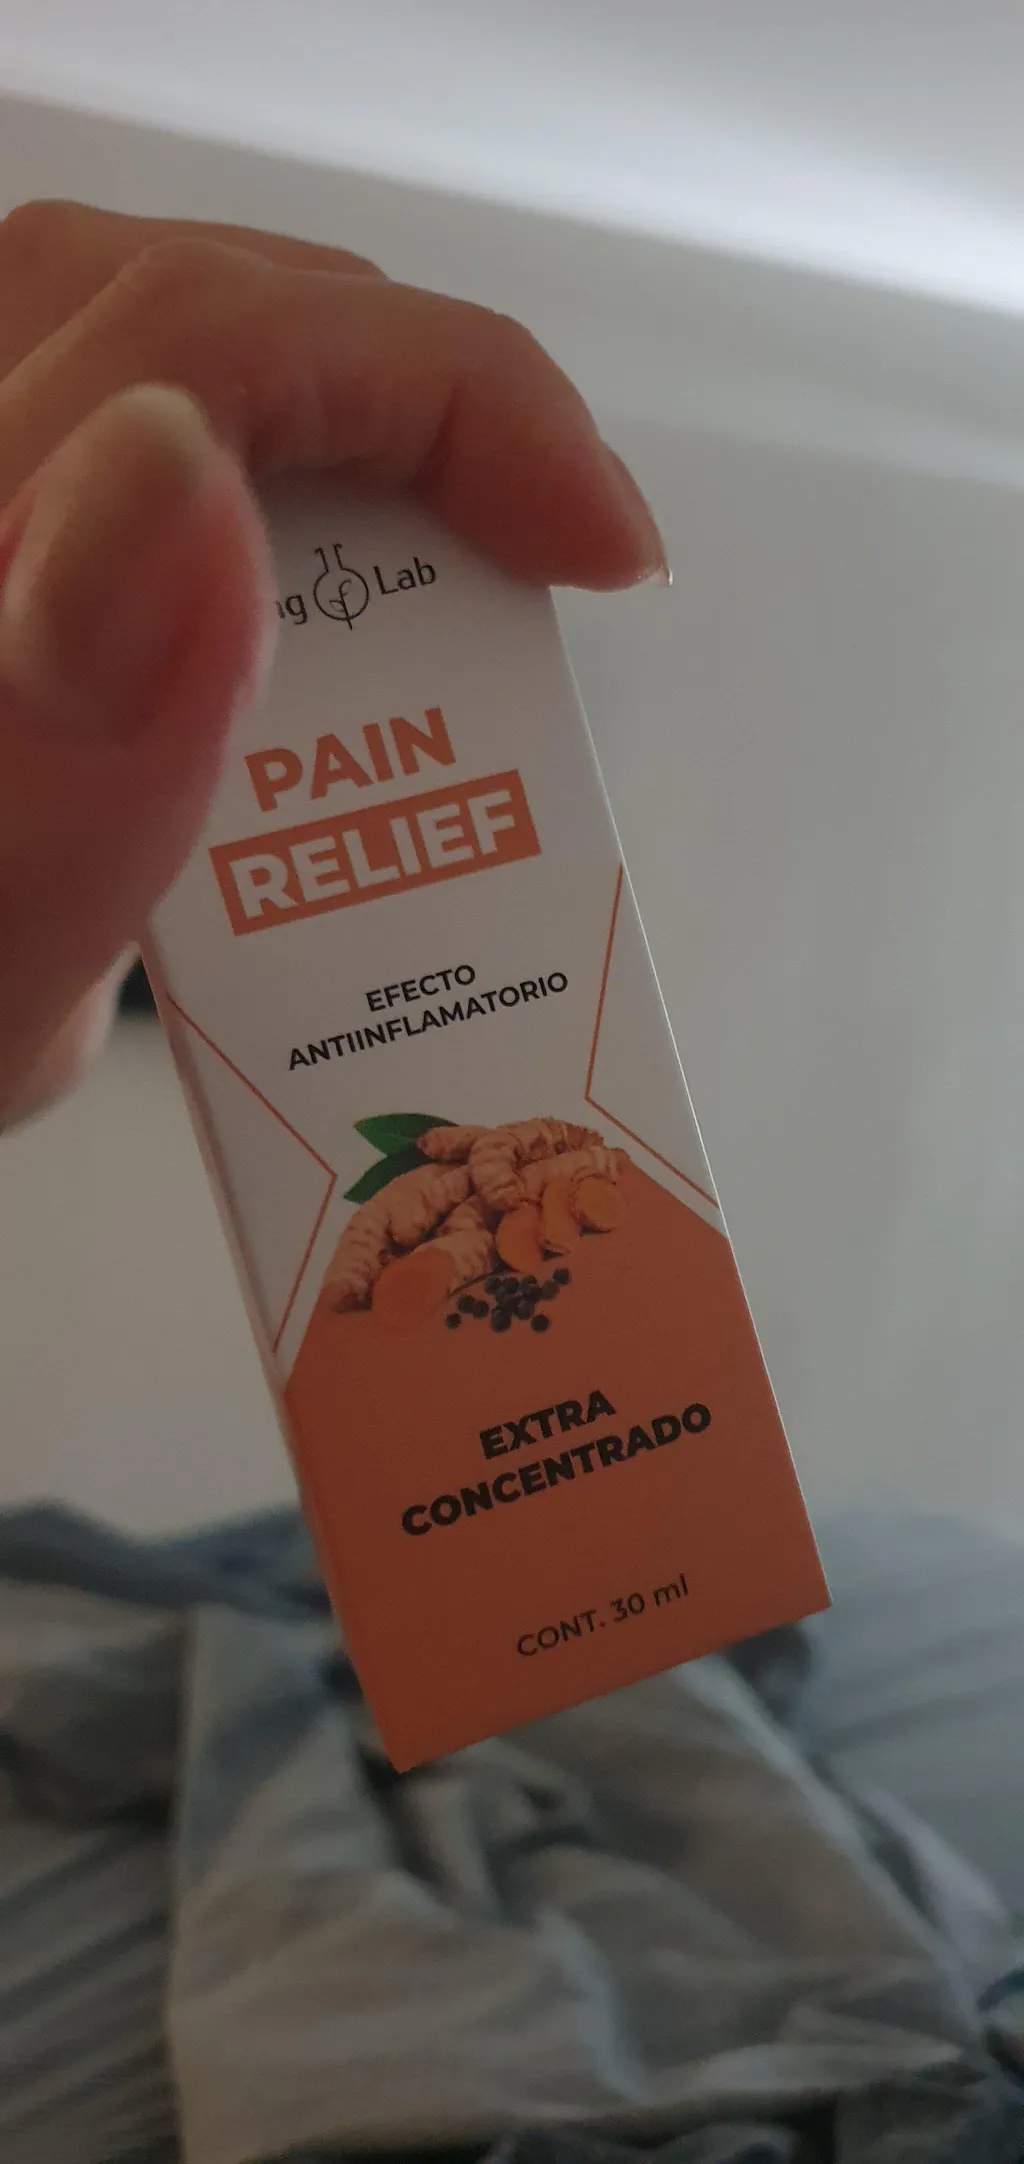 Lab
PAIN
RELIEF
EFECTO
ANTIINFLAMATORIO
EXTRA
CONCENTRADO
CONT. 30 ml